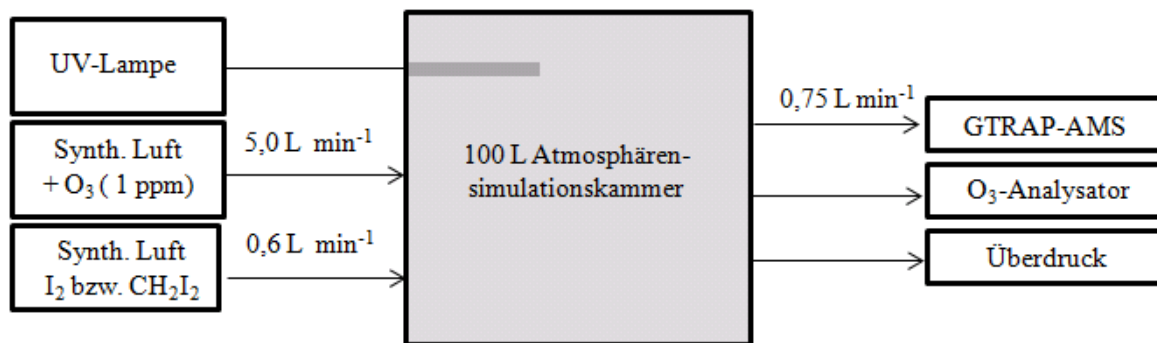 UV-Lampe
Synth. Luft
+ O₃ ( 1 ppm)
Synth. Luft
I₂ bzw. CH₂I₂
5,0 L min⁻¹
0,6 L min⁻¹
100 L Atmosphären-
simulationskammer
0,75 L min⁻¹
GTRAP-AMS
O₃-Analysator
Überdruck